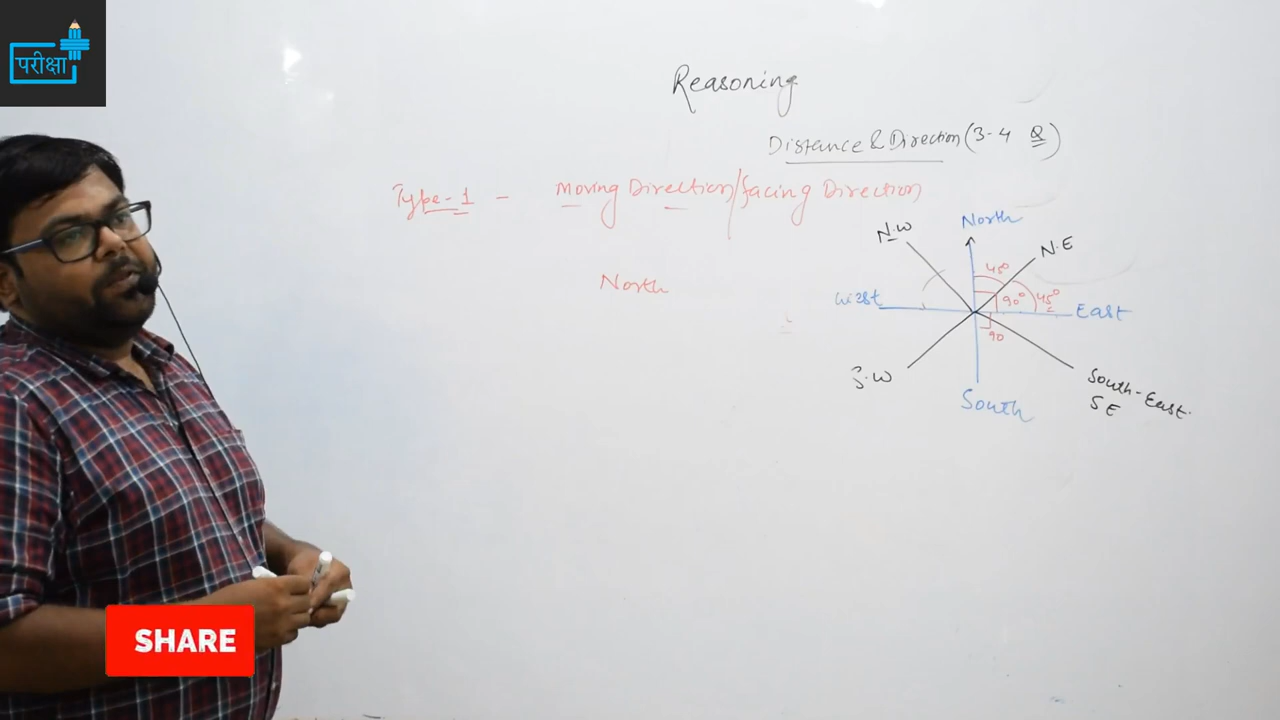 परीक्षा
Reasoning
Distance & Direction (3-4 Q)
Type-1 - Moving Direction/facing Direction
North
North
N.W
N.E
45°
90°
45°
West
East
90
S.W
South
South-East
SE
SHARE